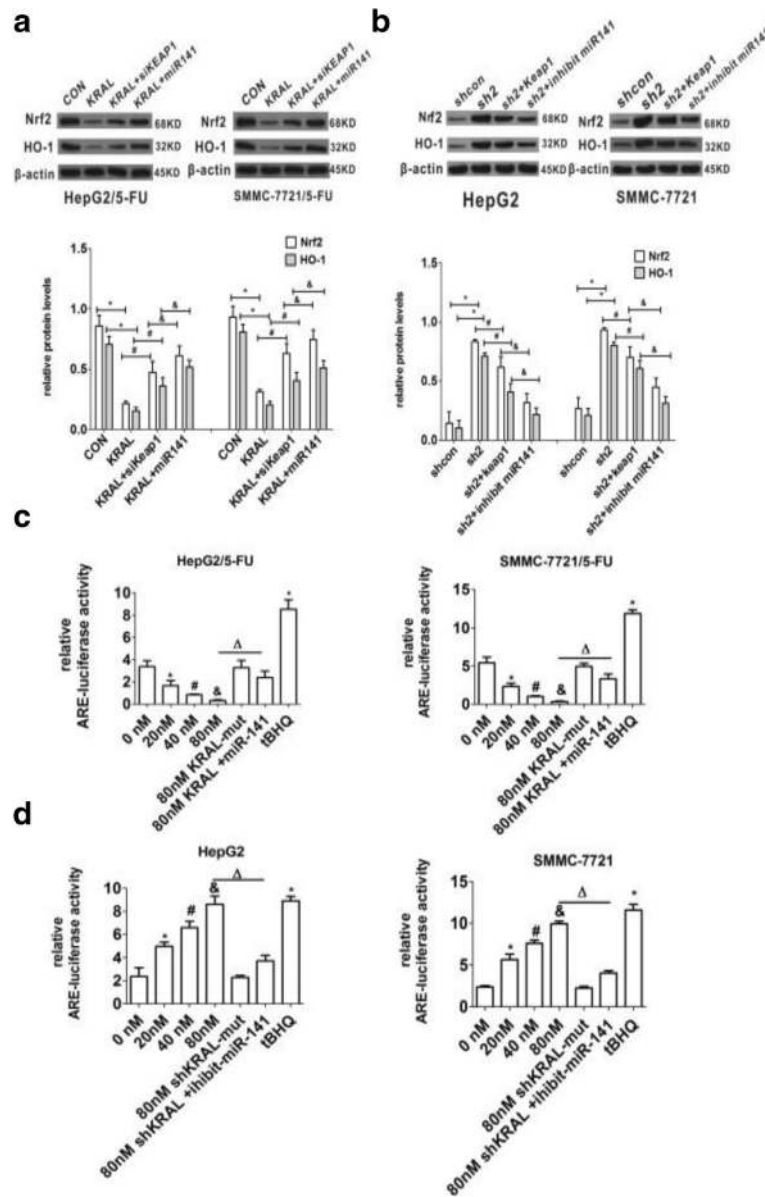 a
CON
KRAL
KRAL+siKEAP1
KRAL+miR141
CON
KRAL
KRAL+siKEAP1
KRAL+miR141
Nrf2
68KD
Nrf2
68KD
HO-1
32KD
HO-1
32KD
β-actin
45KD
β-actin
45KD
HepG2/5-FU
SMMC-7721/5-FU
1.5
1.0
0.5
0.0
relative protein levels
Nrf2
HO-1
* * # # & &
* * # # & &
CON
KRAL
KRAL+siKeap1
KRAL+miR141
CON
KRAL
KRAL+siKeap1
KRAL+miR141
b
shcon
sh2
sh2+Keap1
sh2+inhibit miR141
shcon
sh2
sh2+Keap1
sh2+inhibit miR141
Nrf2
68KD
Nrf2
68KD
HO-1
32KD
HO-1
32KD
β-actin
45KD
β-actin
45KD
HepG2
SMMC-7721
1.5
1.0
0.5
0.0
relative protein levels
Nrf2
HO-1
* * # # & &
* * # # & &
shcon
sh2
sh2+keap1
sh2+inhibit miR141
shcon
sh2
sh2+keap1
sh2+inhibit miR141
c
HepG2/5-FU
relative
ARE-luciferase activity
10
8
6
4
2
0
* # & Δ *
0 nM
20nM
40 nM
80nM
80nM KRAL-mut
80nM KRAL +miR-141
tBHQ
SMMC-7721/5-FU
relative
ARE-luciferase activity
15
10
5
0
* # & Δ *
0 nM
20nM
40 nM
80nM
80nM KRAL-mut
80nM KRAL +miR-141
tBHQ
d
HepG2
relative
ARE-luciferase activity
10
8
6
4
2
0
* # & Δ *
0 nM
20nM
40 nM
80nM
80nM shKRAL-mut
80nM shKRAL +ihibit-miR-141
tBHQ
SMMC-7721
relative
ARE-luciferase activity
15
10
5
0
* # & Δ *
0 nM
20nM
40 nM
80nM
80nM shKRAL-mut
80nM shKRAL +ihibit-miR-141
tBHQ